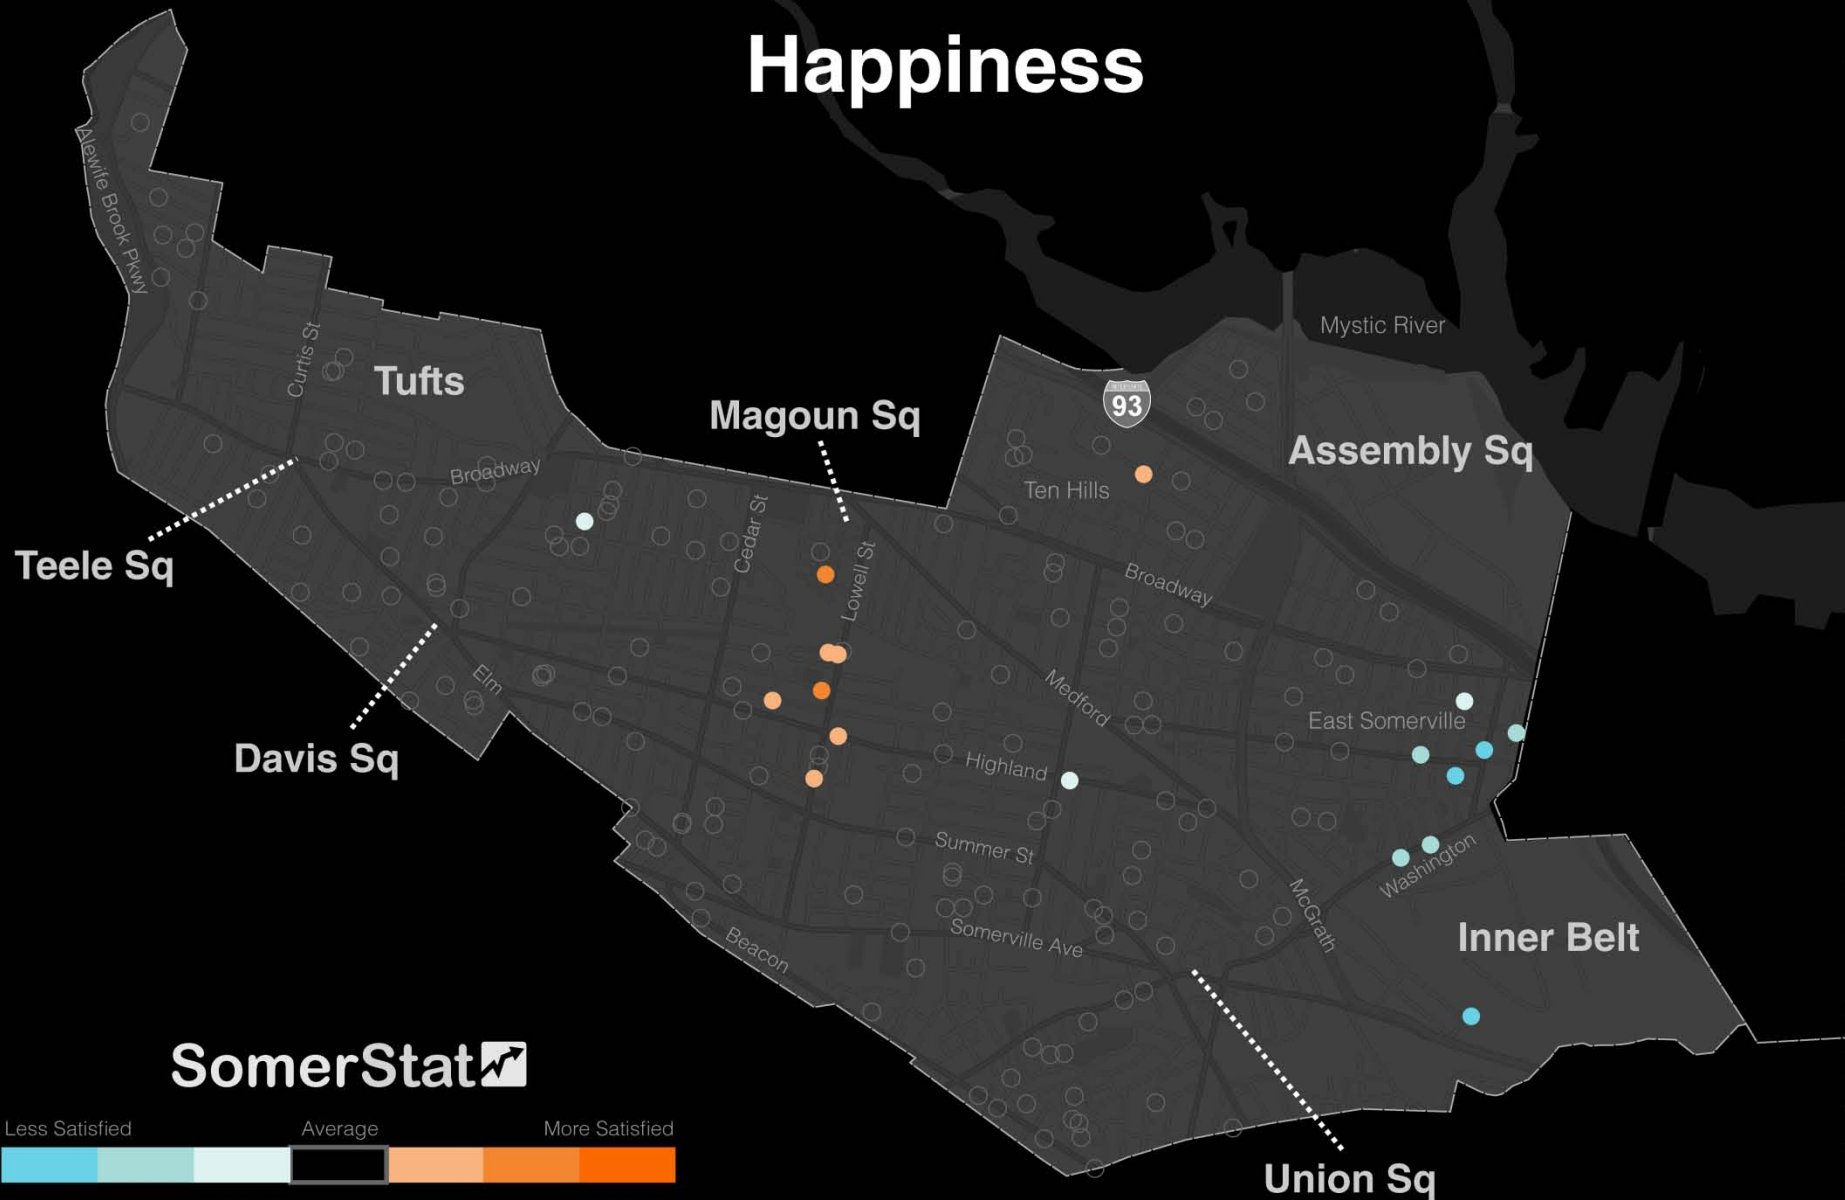 Happiness
Alewife Brook Pkwy
Mystic River
Curtis St
Tufts
INTERSTATE
93
Magoun Sq
Assembly Sq
Broadway
Ten Hills
Cedar St
Lowell St
Teele Sq
Broadway
Elm
Medford
East Somerville
Davis Sq
Highland
Summer St
Washington
McGrath
Somerville Ave
Beacon
Inner Belt
SomerStat
Less Satisfied
Average
More Satisfied
Union Sq